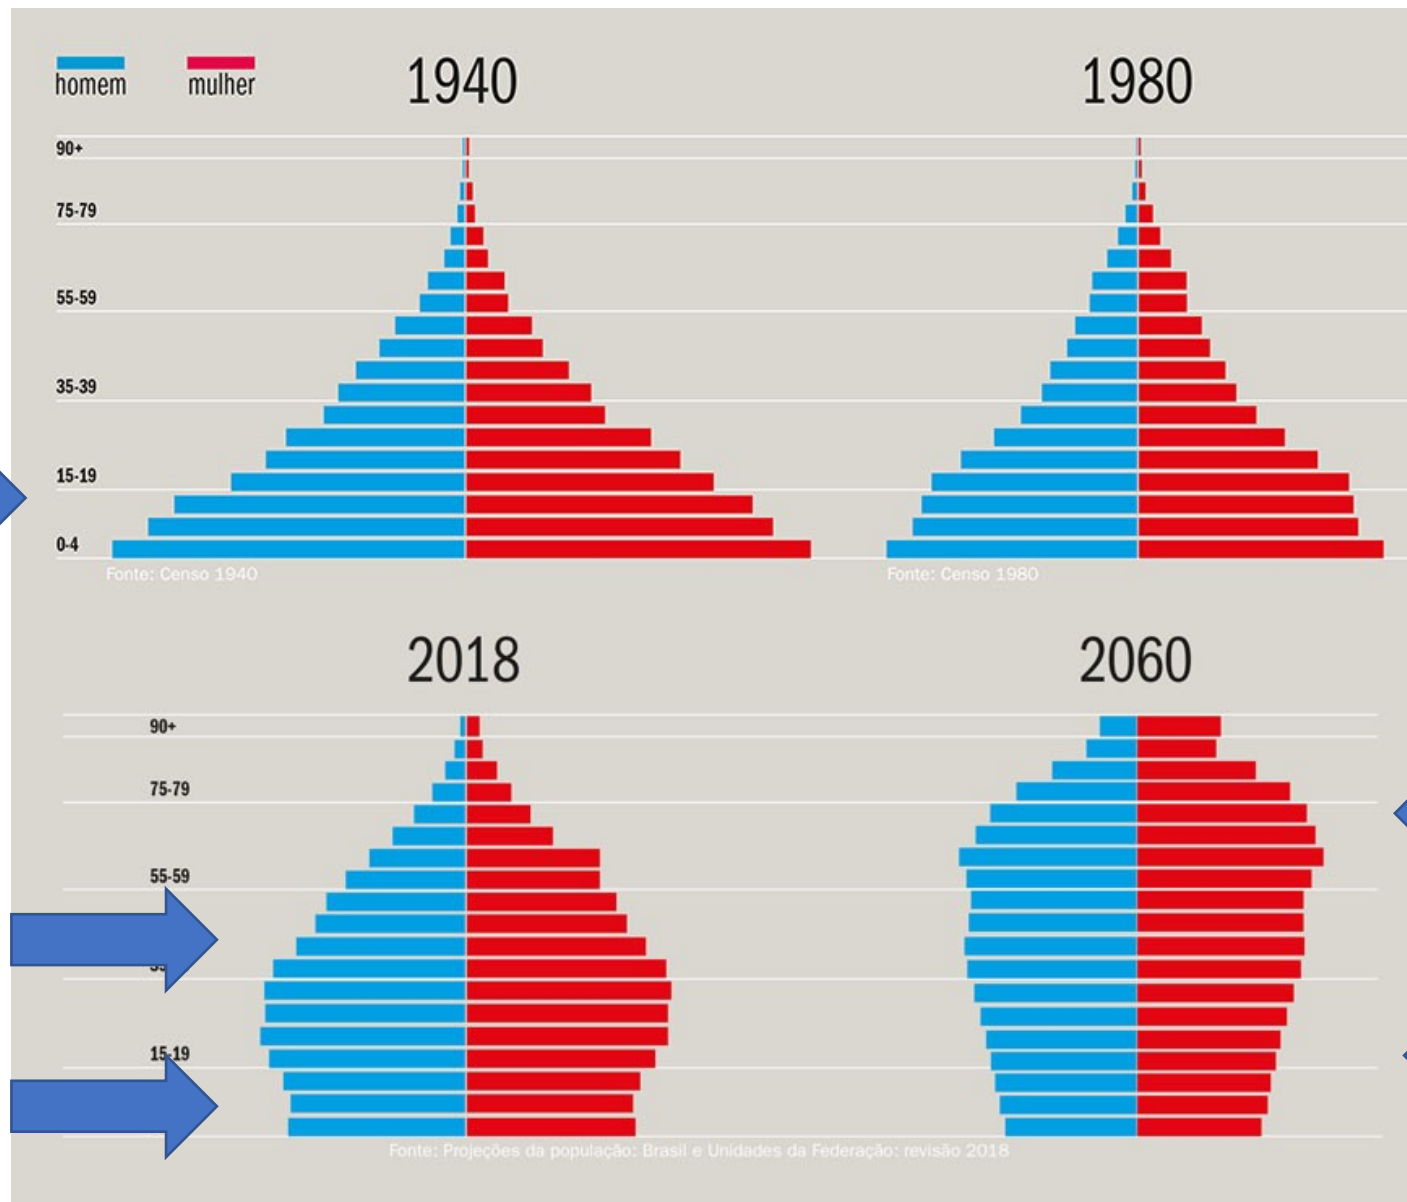 homem
mulher
1940
90+
75-79
55-59
35-39
15-19
0-4
Fonte: Censo 1940
1980
Fonte: Censo 1980
2018
90+
75-79
55-59
15-19
2060
Fonte: Projeções da população: Brasil e Unidades da Federação: revisão 2018